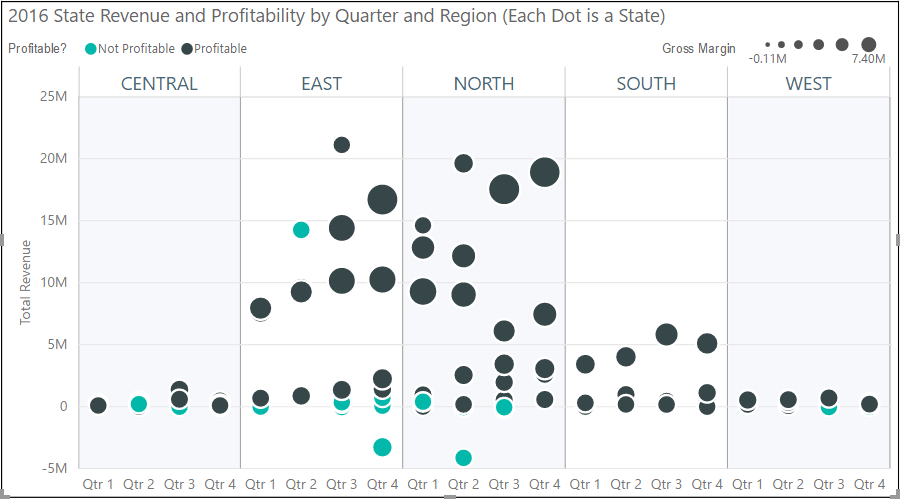 2016 State Revenue and Profitability by Quarter and Region (Each Dot is a State)
Profitable? Not Profitable Profitable Gross Margin
-0.11M 7.40M
CENTRAL EAST NORTH SOUTH WEST
25M
20M
15M
10M
5M
0
-5M
Total Revenue
Qtr 1 Qtr 2 Qtr 3 Qtr 4 Qtr 1 Qtr 2 Qtr 3 Qtr 4 Qtr 1 Qtr 2 Qtr 3 Qtr 4 Qtr 1 Qtr 2 Qtr 3 Qtr 4 Qtr 1 Qtr 2 Qtr 3 Qtr 4